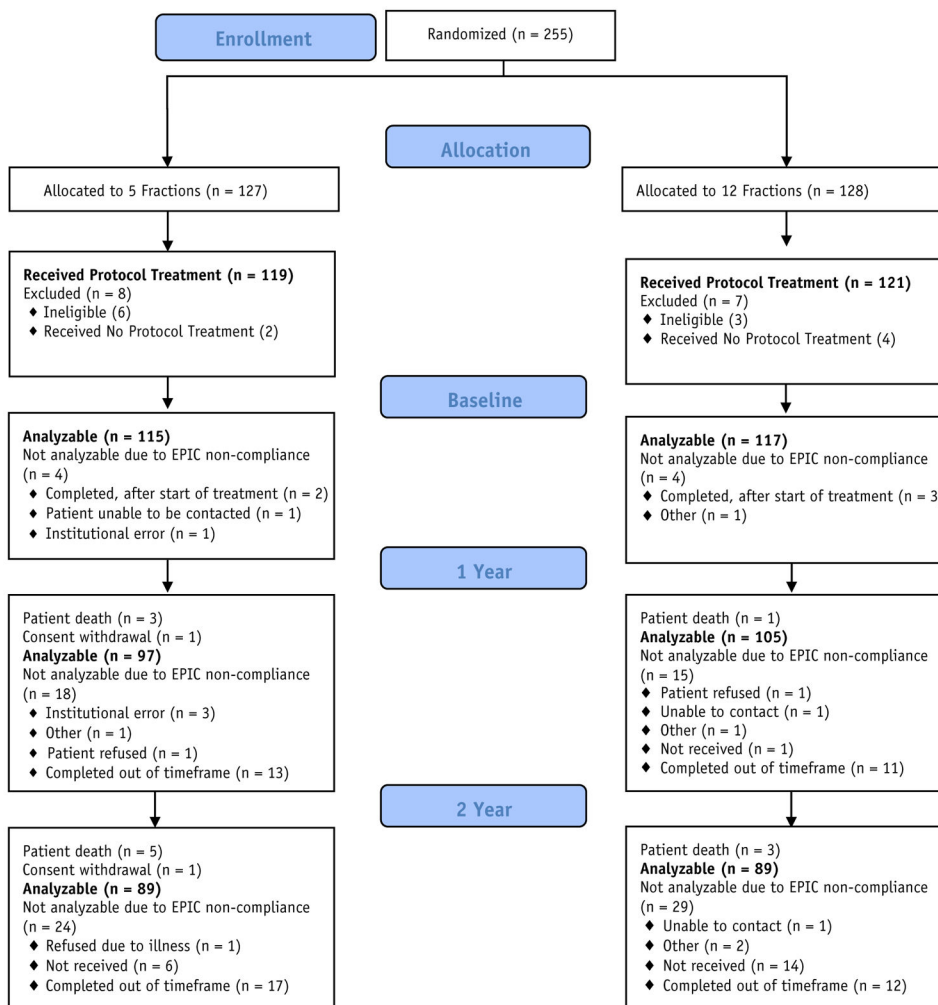 Enrollment
Randomized (n = 255)
Allocation
Allocated to 5 Fractions (n = 127)
Allocated to 12 Fractions (n = 128)
Received Protocol Treatment (n = 119)
Excluded (n = 8)
♦ Ineligible (6)
♦ Received No Protocol Treatment (2)
Received Protocol Treatment (n = 121)
Excluded (n = 7)
♦ Ineligible (3)
♦ Received No Protocol Treatment (4)
Baseline
Analyzable (n = 115)
Not analyzable due to EPIC non-compliance
(n = 4)
♦ Completed, after start of treatment (n = 2)
♦ Patient unable to be contacted (n = 1)
♦ Institutional error (n = 1)
Analyzable (n = 117)
Not analyzable due to EPIC non-compliance
(n = 4)
♦ Completed, after start of treatment (n = 3
♦ Other (n = 1)
1 Year
Patient death (n = 3)
Consent withdrawal (n = 1)
Analyzable (n = 97)
Not analyzable due to EPIC non-compliance
(n = 18)
♦ Institutional error (n = 3)
♦ Other (n = 1)
♦ Patient refused (n = 1)
♦ Completed out of timeframe (n = 13)
Patient death (n = 1)
Analyzable (n = 105)
Not analyzable due to EPIC non-compliance
(n = 15)
♦ Patient refused (n = 1)
♦ Unable to contact (n = 1)
♦ Other (n = 1)
♦ Not received (n = 1)
♦ Completed out of timeframe (n = 11)
2 Year
Patient death (n = 5)
Consent withdrawal (n = 1)
Analyzable (n = 89)
Not analyzable due to EPIC non-compliance
(n = 24)
♦ Refused due to illness (n = 1)
♦ Not received (n = 6)
♦ Completed out of timeframe (n = 17)
Patient death (n = 3)
Analyzable (n = 89)
Not analyzable due to EPIC non-compliance
(n = 29)
♦ Unable to contact (n = 1)
♦ Other (n = 2)
♦ Not received (n = 14)
♦ Completed out of timeframe (n = 12)